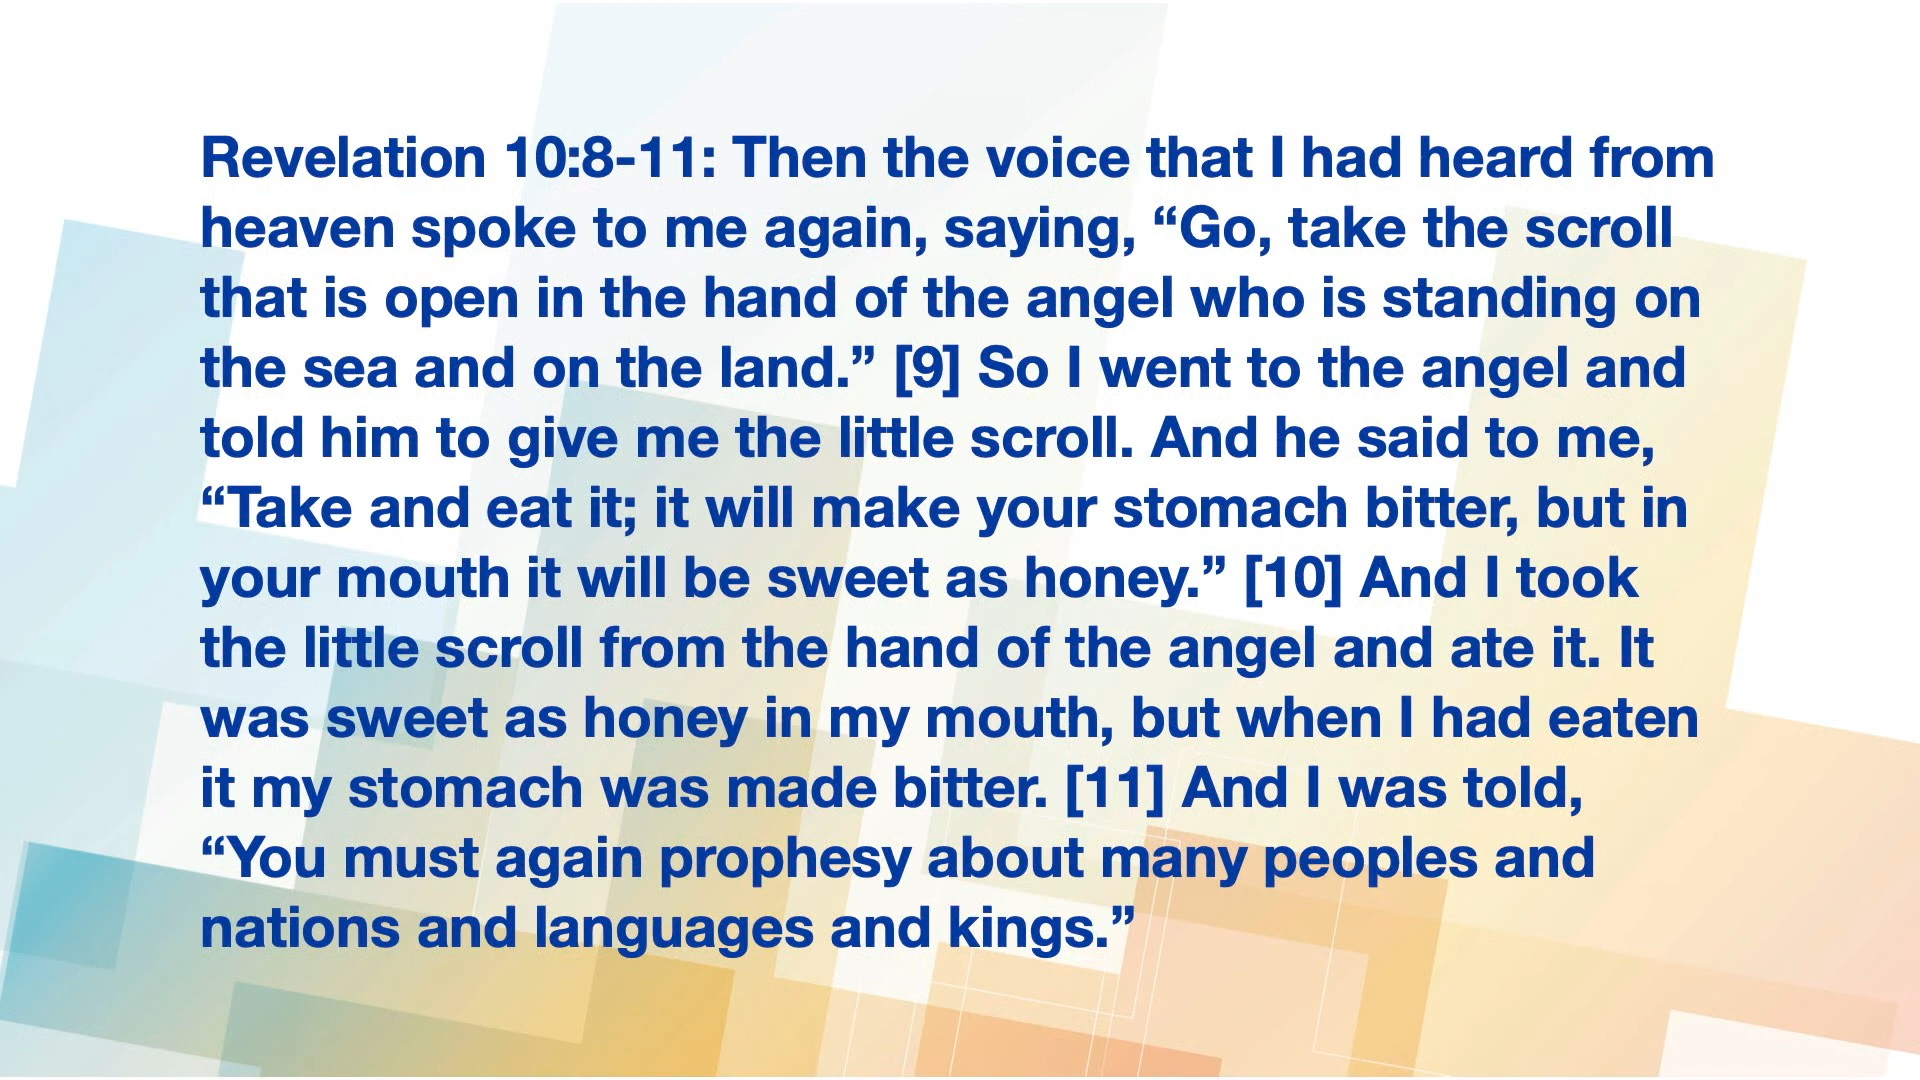 Revelation 10:8-11: Then the voice that I had heard from
heaven spoke to me again, saying, “Go, take the scroll
that is open in the hand of the angel who is standing on
the sea and on the land.” [9] So I went to the angel and
told him to give me the little scroll. And he said to me,
“Take and eat it; it will make your stomach bitter, but in
your mouth it will be sweet as honey.” [10] And I took
the little scroll from the hand of the angel and ate it. It
was sweet as honey in my mouth, but when I had eaten
it my stomach was made bitter. [11] And I was told,
“You must again prophesy about many peoples and
nations and languages and kings.”